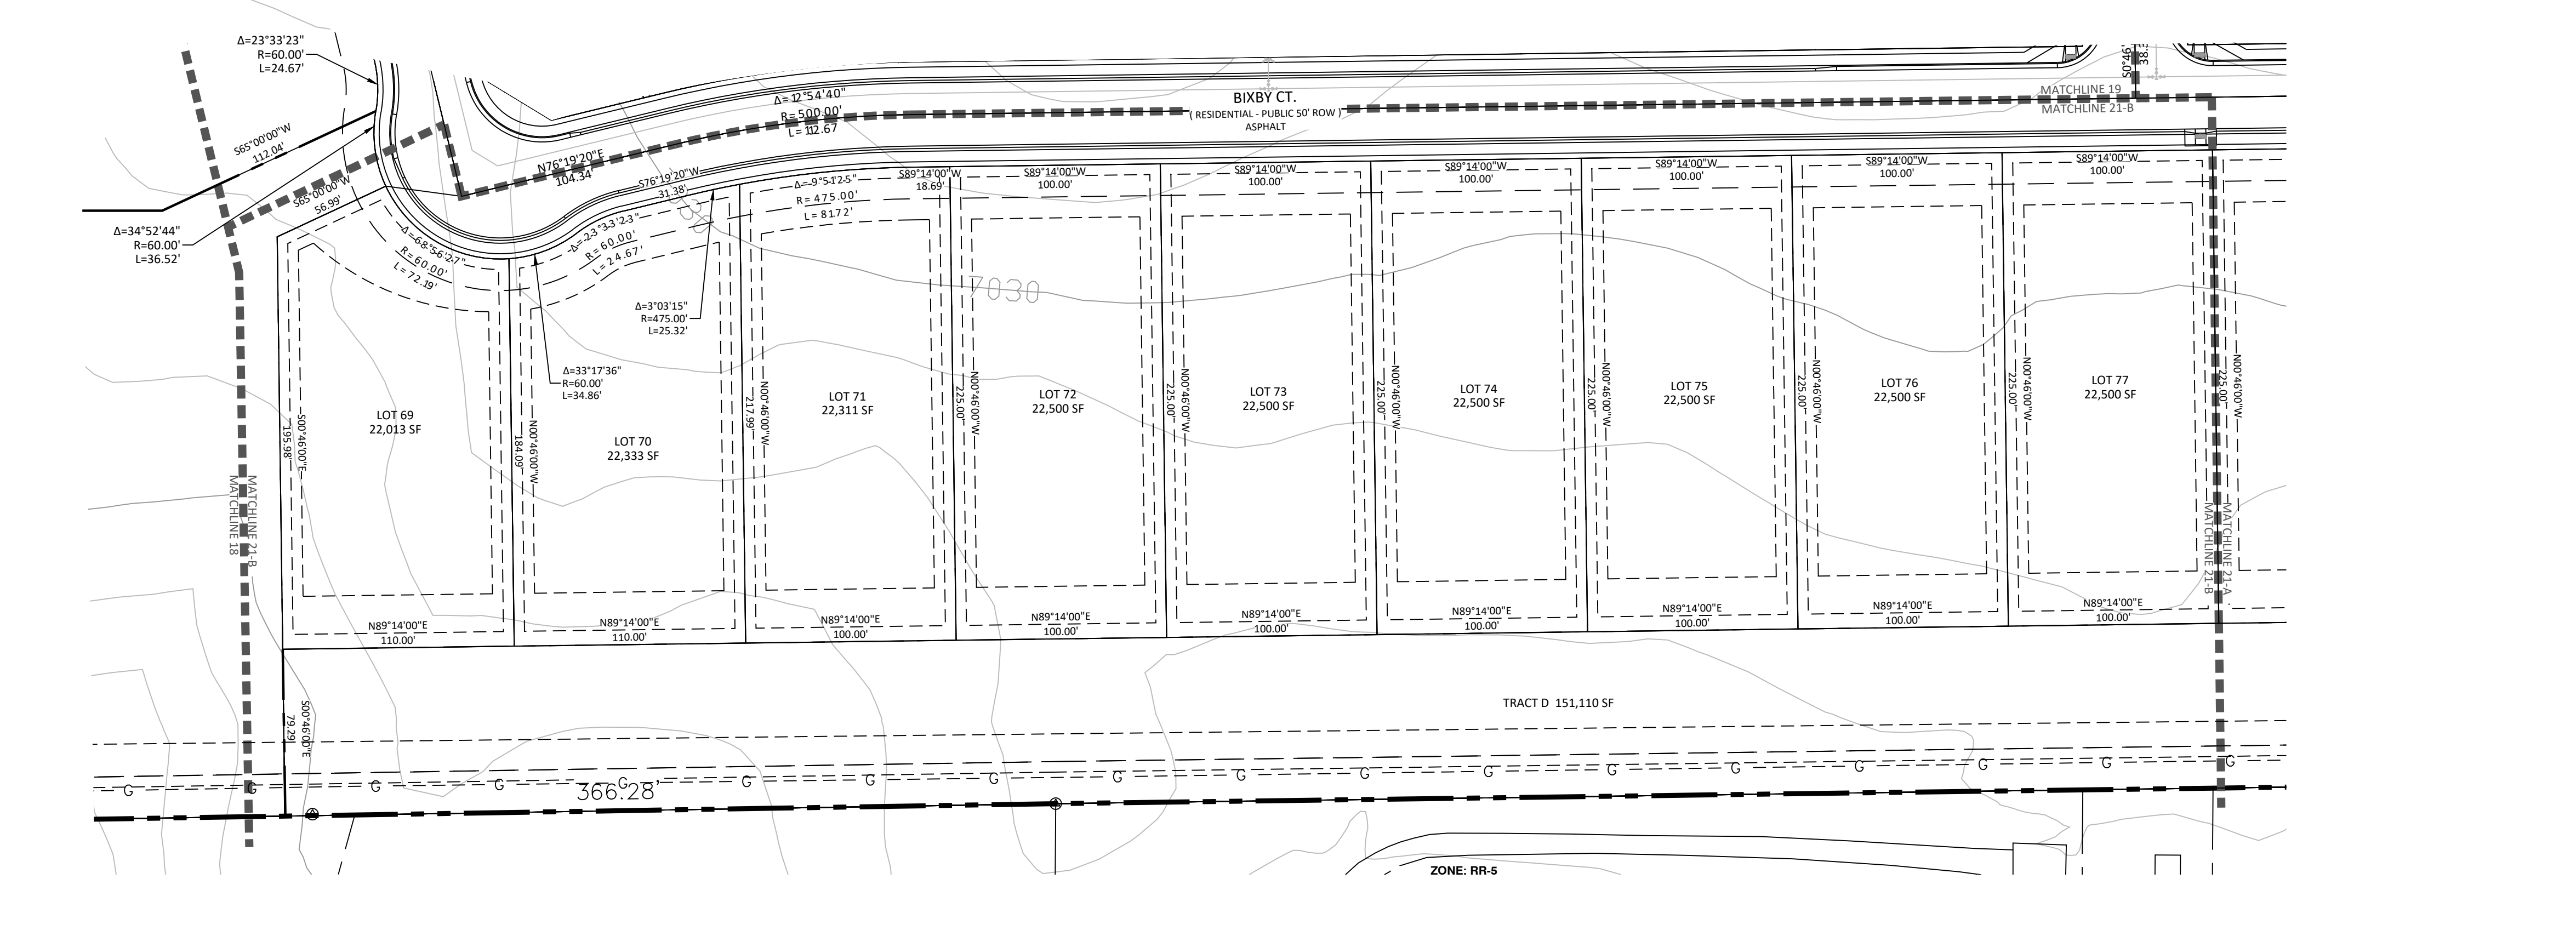 Δ=23°33'23"
R=60.00'
L=24.67'
S65°00'00"W
112.04'
Δ=34°52'44"
R=60.00'
L=36.52'
S65°00'00"W
56.99'
Δ=68°56'27"
R=60.00'
L=72.19'
N76°19'20"E
104.34'
Δ=12°54'40"
R=500.00'
L=112.67
BIXBY CT.
( RESIDENTIAL - PUBLIC 50' ROW )
ASPHALT
S0°46'
MATCHLINE 19
MATCHLINE 21-B
S76°19'20"W
31.38'
Δ=23°33'23"
R=60.00'
L=24.67'
Δ=3°03'15"
R=475.00'
L=25.32'
Δ=33°17'36"
R=60.00'
L=34.86'
Δ=9°51'25"
R=475.00'
L=81.72'
S89°14'00"W
18.69'
S89°14'00"W
100.00'
S89°14'00"W
100.00'
S89°14'00"W
100.00'
S89°14'00"W
100.00'
S89°14'00"W
100.00'
S89°14'00"W
100.00'
7030
MATCHLINE 21-B
MATCHLINE 18
S00°46'00"E
195.98'
LOT 69
22,013 SF
N00°46'00"W
184.09'
LOT 70
22,333 SF
N00°46'00"W
217.99'
LOT 71
22,311 SF
N00°46'00"W
225.00'
LOT 72
22,500 SF
N00°46'00"W
225.00'
LOT 73
22,500 SF
N00°46'00"W
225.00'
LOT 74
22,500 SF
N00°46'00"W
225.00'
LOT 75
22,500 SF
N00°46'00"W
225.00'
LOT 76
22,500 SF
N00°46'00"W
225.00'
LOT 77
22,500 SF
N00°46'00"W
225.00'
MATCHLINE 21-A
MATCHLINE 21-B
N89°14'00"E
110.00'
N89°14'00"E
110.00'
N89°14'00"E
100.00'
N89°14'00"E
100.00'
N89°14'00"E
100.00'
N89°14'00"E
100.00'
N89°14'00"E
100.00'
N89°14'00"E
100.00'
N89°14'00"E
100.00'
S00°46'00"E
79.29'
TRACT D 151,110 SF
G G G G G G G G G G G G G G G G G G
366.28'
ZONE: RR-5